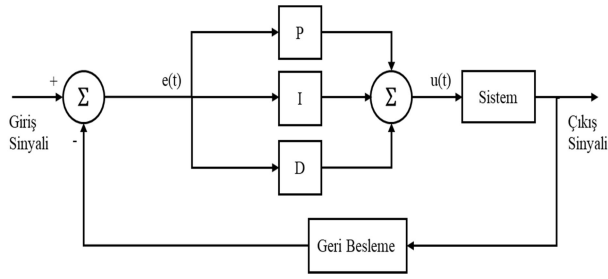 P
+
e(t)
u(t)
Σ
I
Σ
Sistem
Giriş
Sinyali
Çıkış
Sinyali
-
D
Geri Besleme